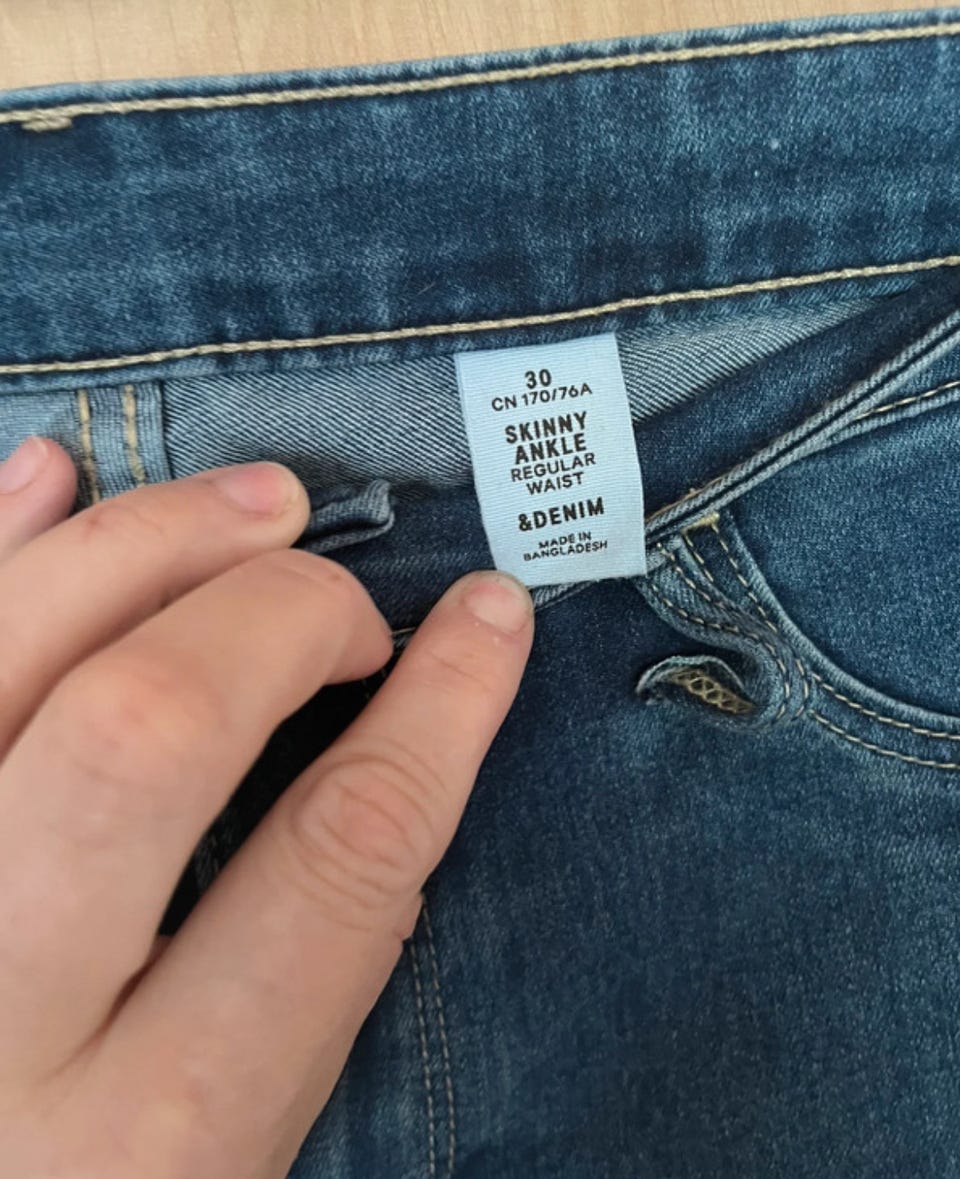 30
CN 170/76A
SKINNY
ANKLE
REGULAR
WAIST
&DENIM
MADE IN
BANGLADESH